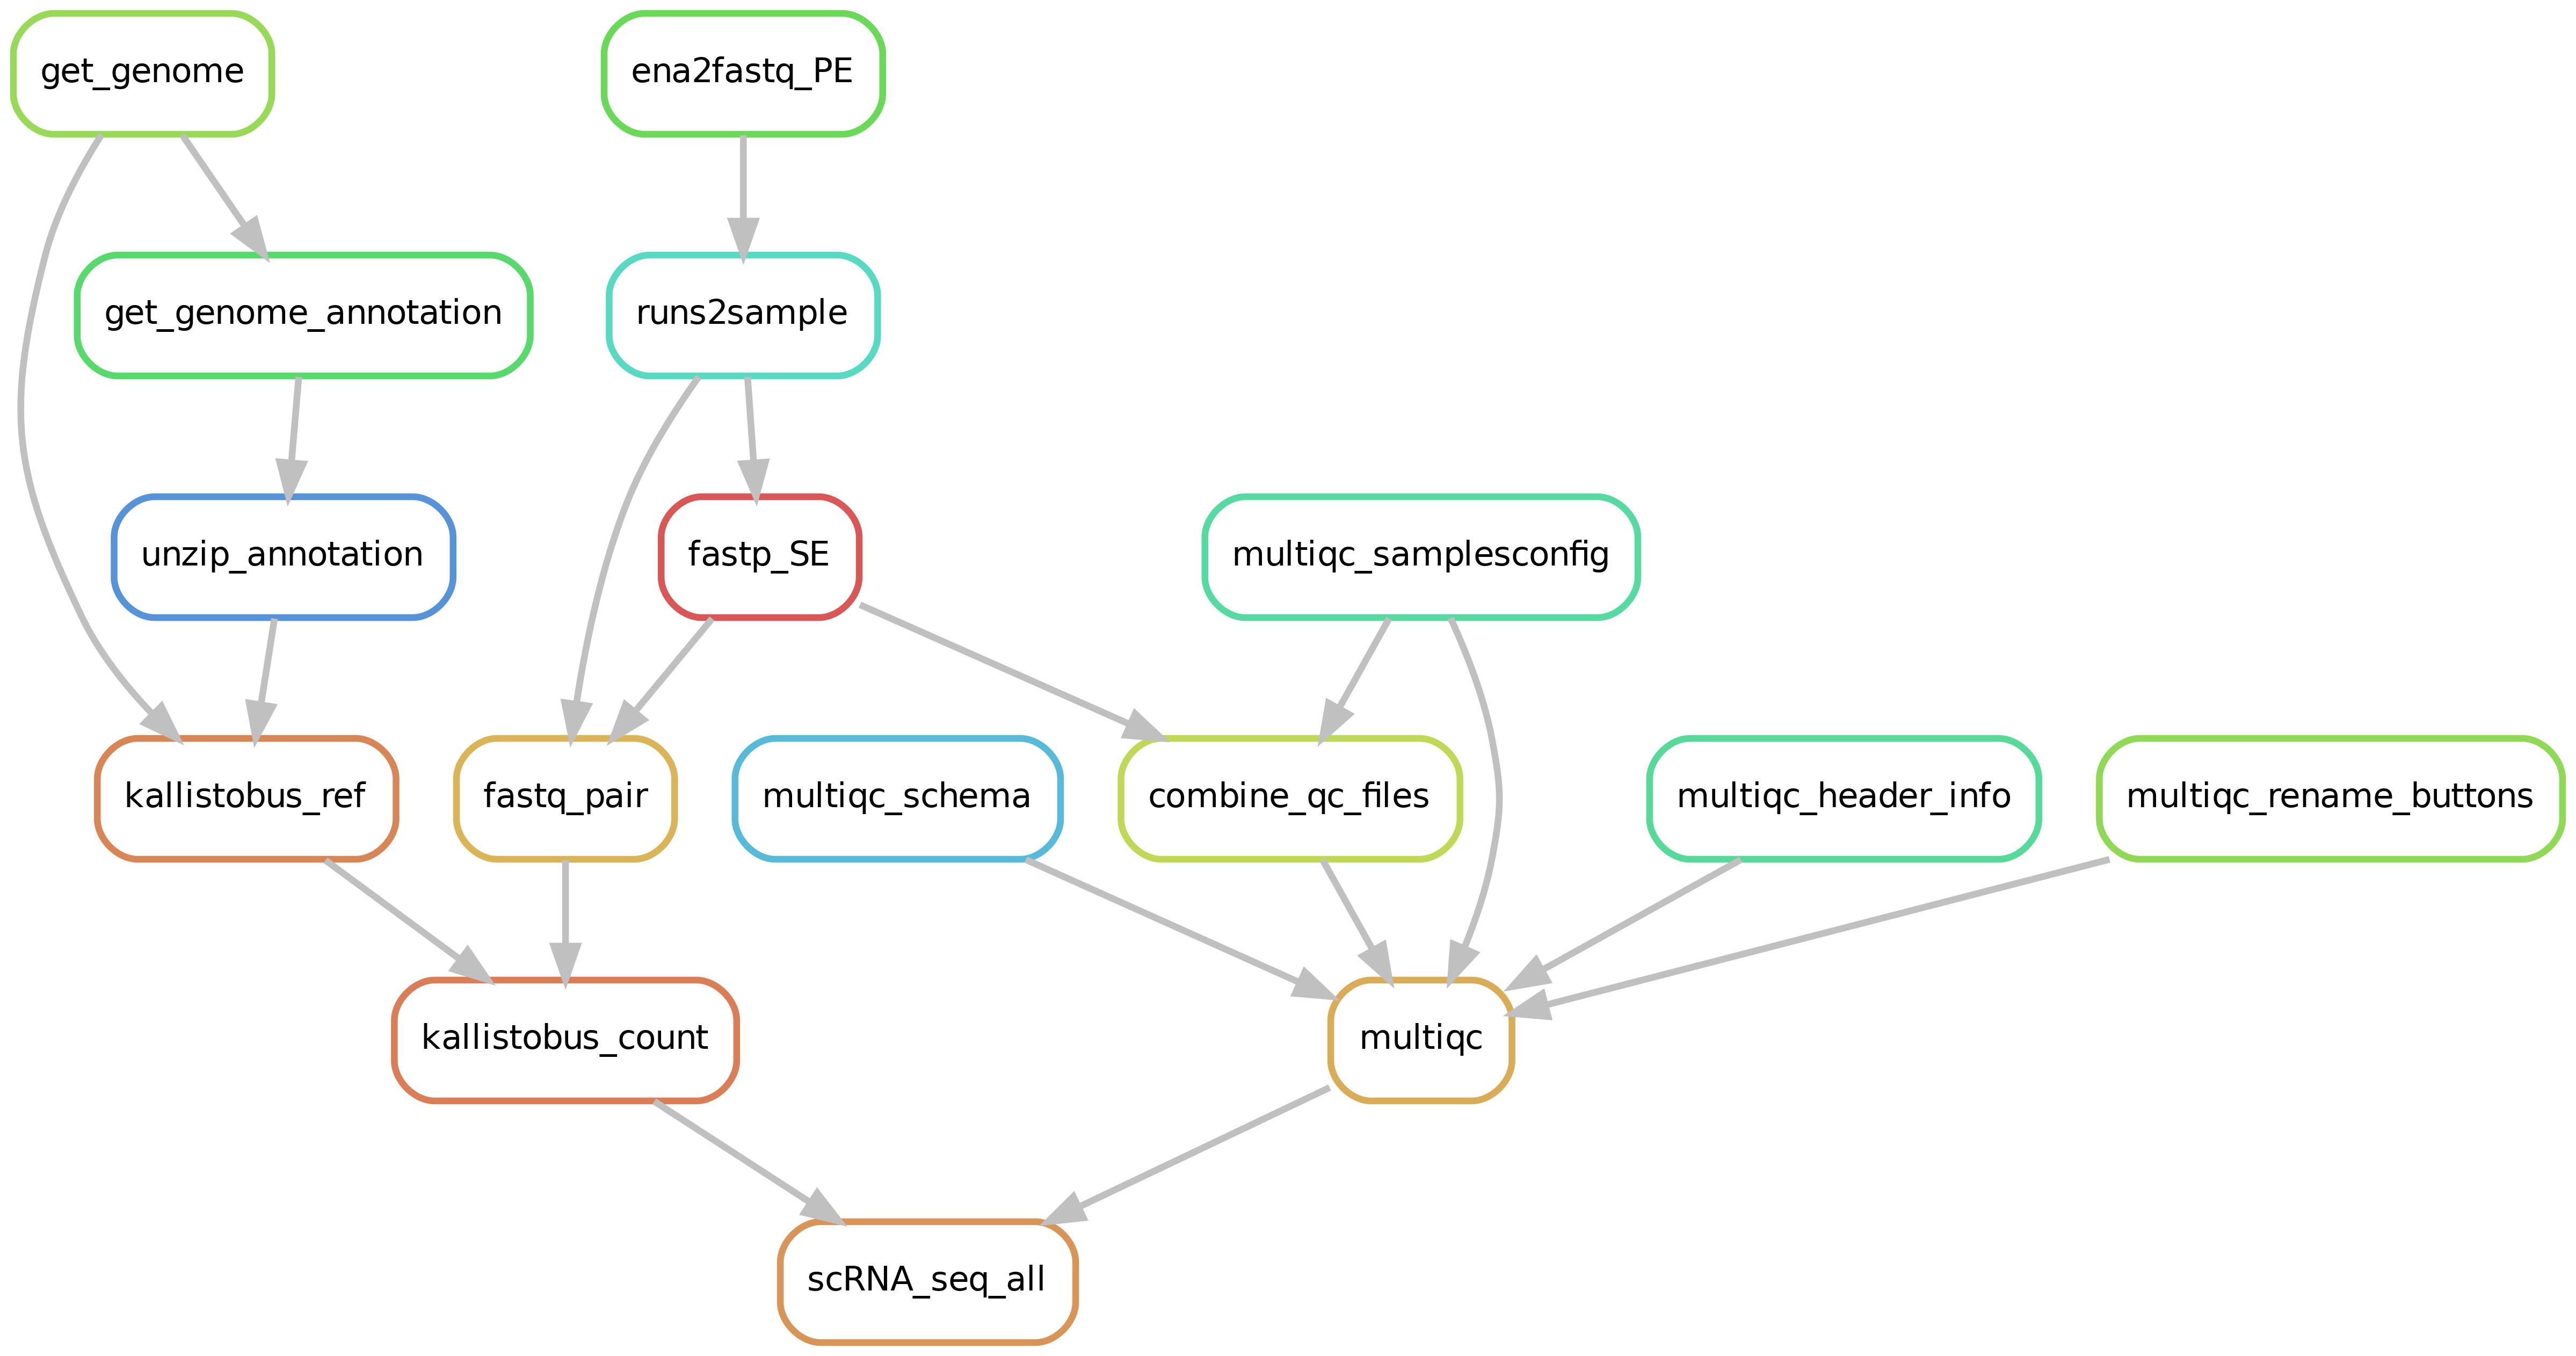 get_genome
ena2fastq_PE
get_genome_annotation
runs2sample
unzip_annotation
fastp_SE
multiqc_samplesconfig
kallistobus_ref
fastq_pair
multiqc_schema
combine_qc_files
multiqc_header_info
multiqc_rename_buttons
kallistobus_count
multiqc
scRNA_seq_all